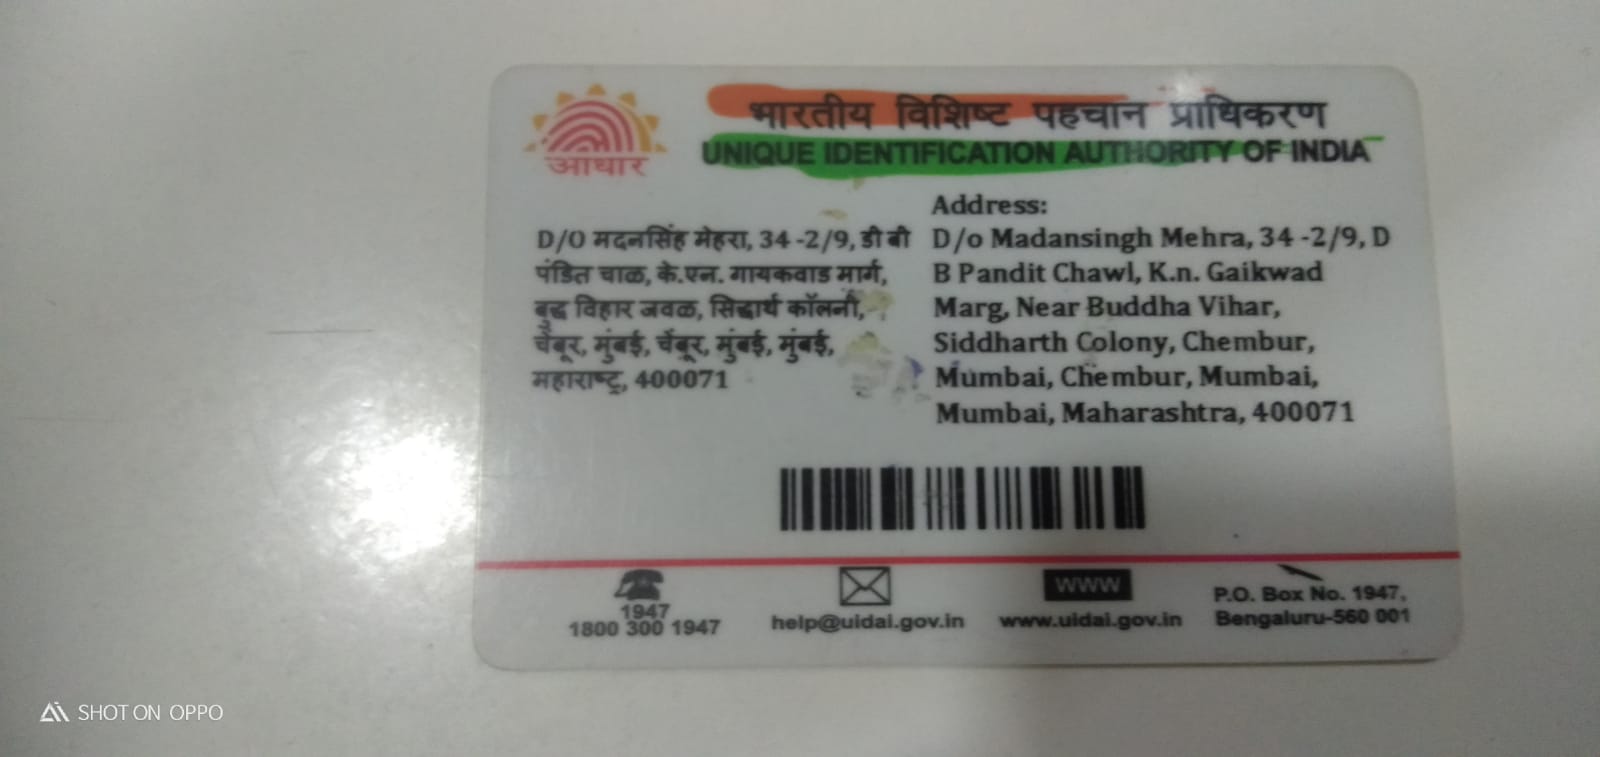 भारतीय विशिष्ट पहचान प्राधिकरण
UNIQUE IDENTIFICATION AUTHORITY OF INDIA
आधार
D/O मदनसिंह मेहरा, 34 -2/9, डी बी
पंडित चाळ, के.एन. गायकवाड मार्ग,
बुद्ध विहार जवळ, सिद्धार्थ कॉलनी,
चेंबूर, मुंबई, चेंबूर, मुंबई, मुंबई,
महाराष्ट्र, 400071
Address:
D/o Madansingh Mehra, 34 -2/9, D
B Pandit Chawl, K.n. Gaikwad
Marg, Near Buddha Vihar,
Siddharth Colony, Chembur,
Mumbai, Chembur, Mumbai,
Mumbai, Maharashtra, 400071
1947
1800 300 1947
help@uidai.gov.in
WWW
www.uidai.gov.in
P.O. Box No. 1947,
Bengaluru-560 001
SHOT ON OPPO